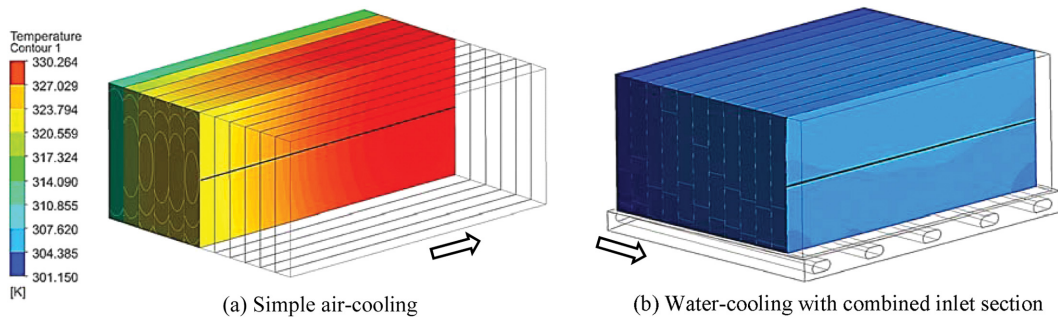 Temperature
Contour 1
330.264
327.029
323.794
320.559
317.324
314.090
310.855
307.620
304.385
301.150
[K]
(a) Simple air-cooling
(b) Water-cooling with combined inlet section